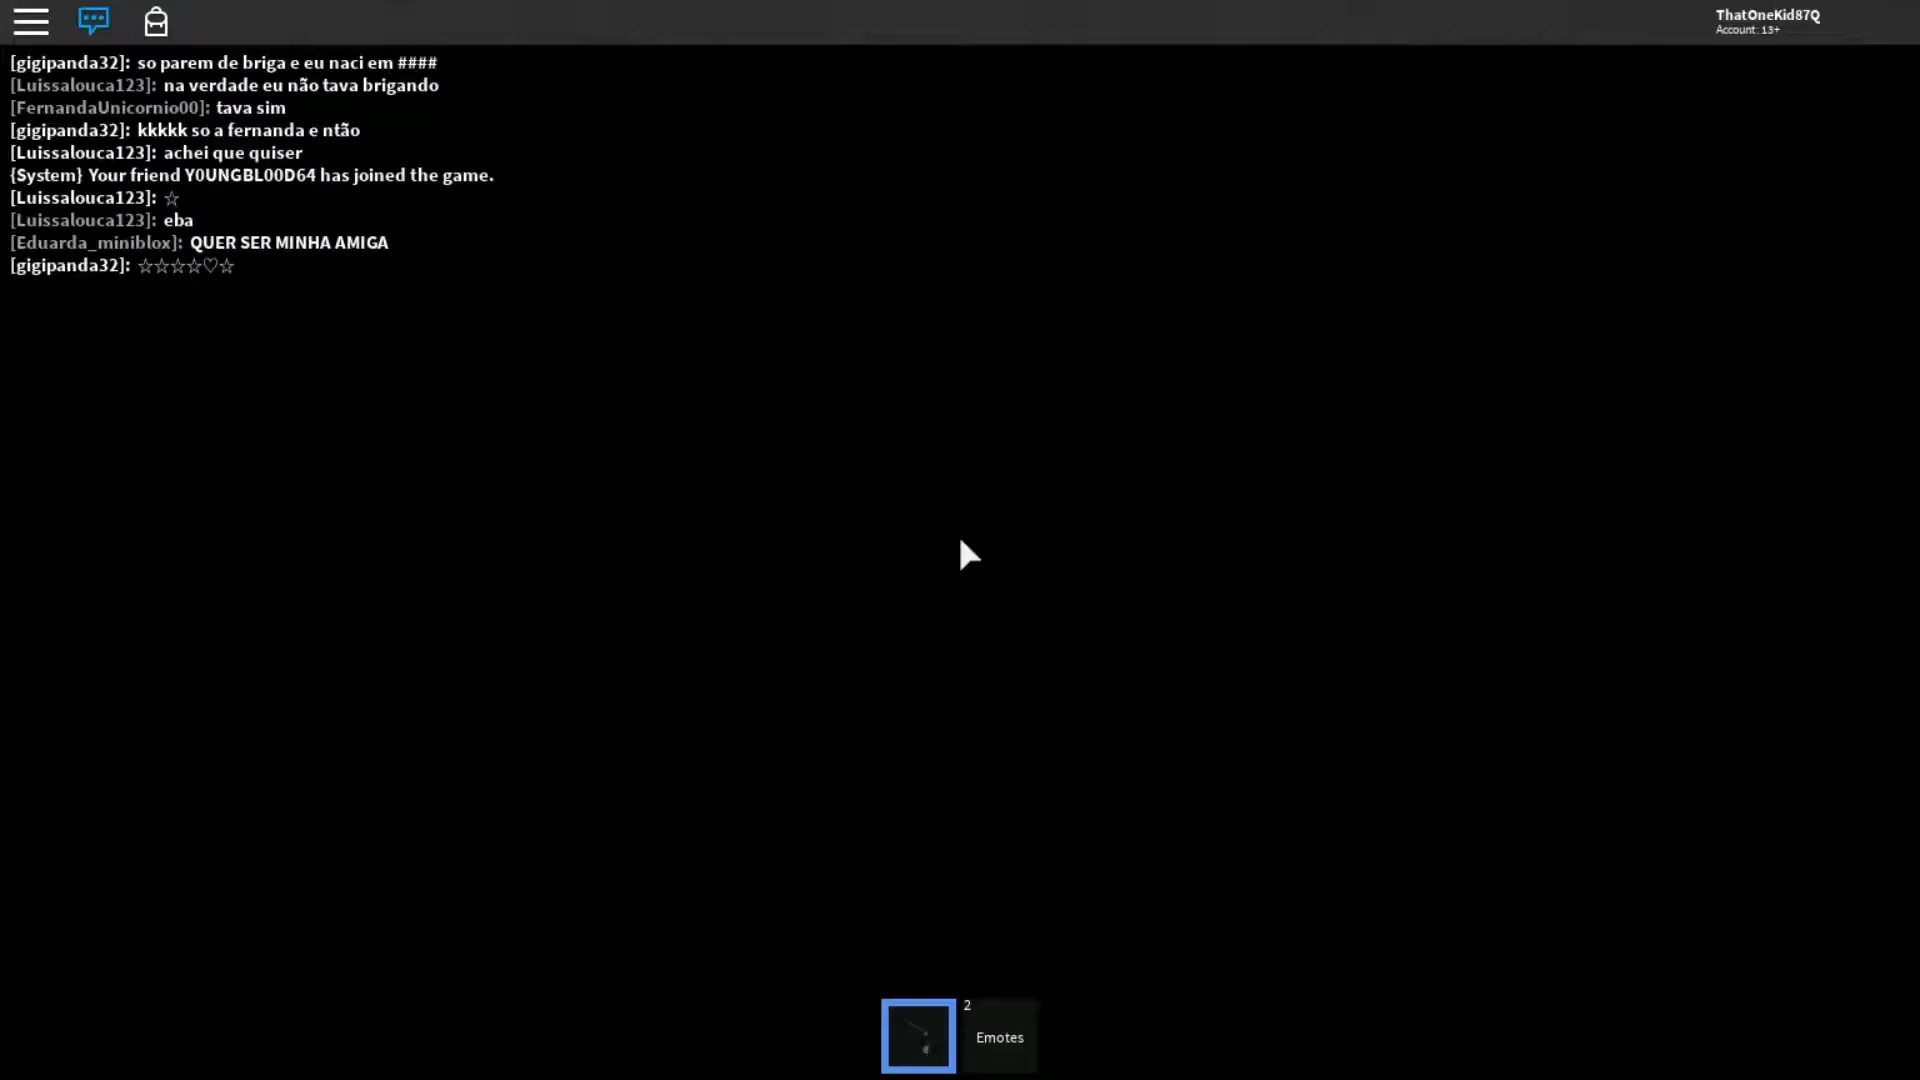 ThatOneKid87Q
Account: 13+
[gigipanda32]: so parem de briga e eu naci em ####
[Luissalouca123]: na verdade eu não tava brigando
[FernandaUnicornio00]: tava sim
[gigipanda32]: kkkkk so a fernanda e ntão
[Luissalouca123]: achei que quiser
{System} Your friend Y0UNGBL00D64 has joined the game.
[Luissalouca123]: ☆
[Luissalouca123]: eba
[Eduarda_miniblox]: QUER SER MINHA AMIGA
[gigipanda32]: ☆☆☆☆♡☆
2
Emotes